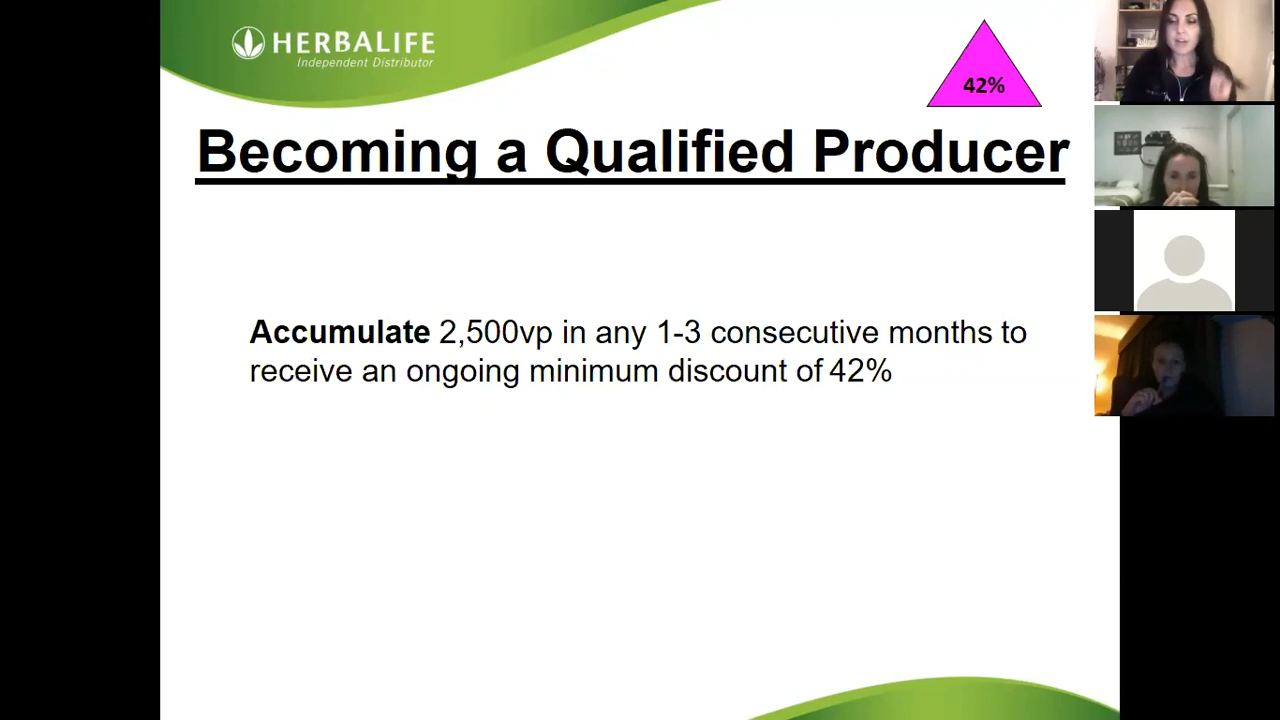 HERBALIFE
Independent Distributor
42%
Becoming a Qualified Producer
Accumulate 2,500vp in any 1-3 consecutive months to
receive an ongoing minimum discount of 42%